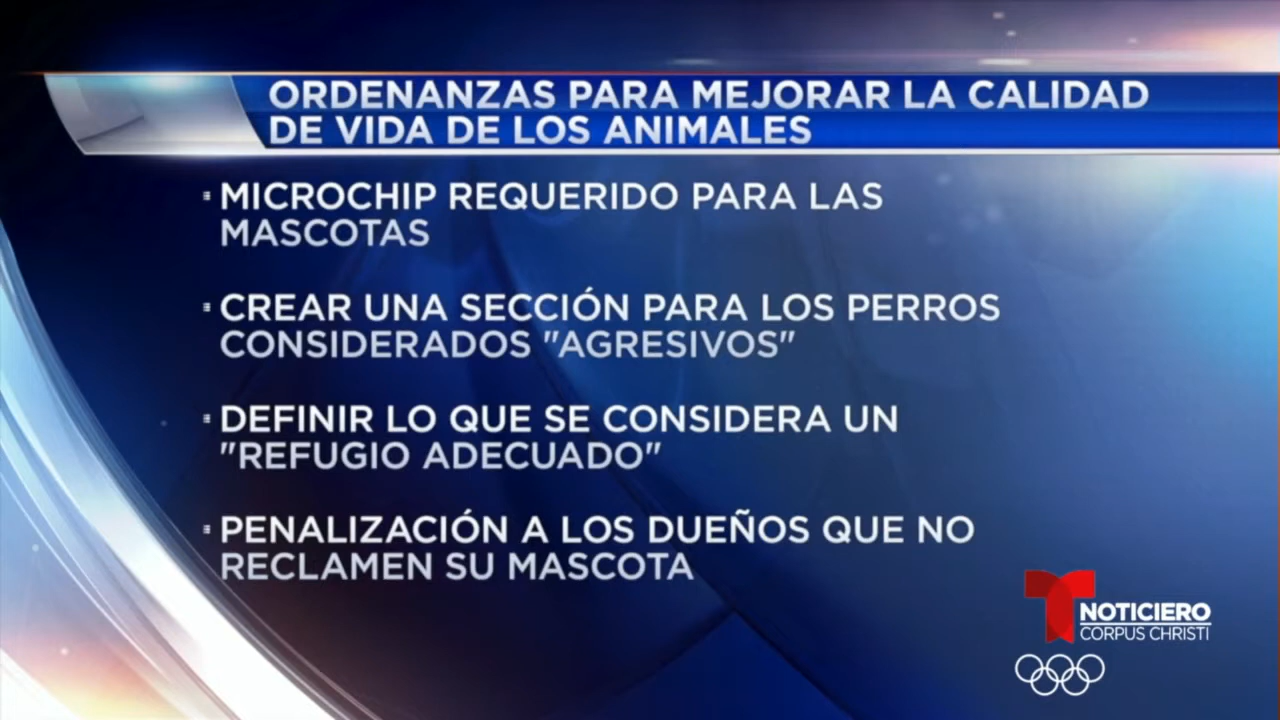 ORDENANZAS PARA MEJORAR LA CALIDAD
DE VIDA DE LOS ANIMALES
MICROCHIP REQUERIDO PARA LAS
MASCOTAS
CREAR UNA SECCIÓN PARA LOS PERROS
CONSIDERADOS "AGRESIVOS"
DEFINIR LO QUE SE CONSIDERA UN
"REFUGIO ADECUADO"
PENALIZACIÓN A LOS DUEÑOS QUE NO
RECLAMEN SU MASCOTA
NOTICIERO
CORPUS CHRISTI